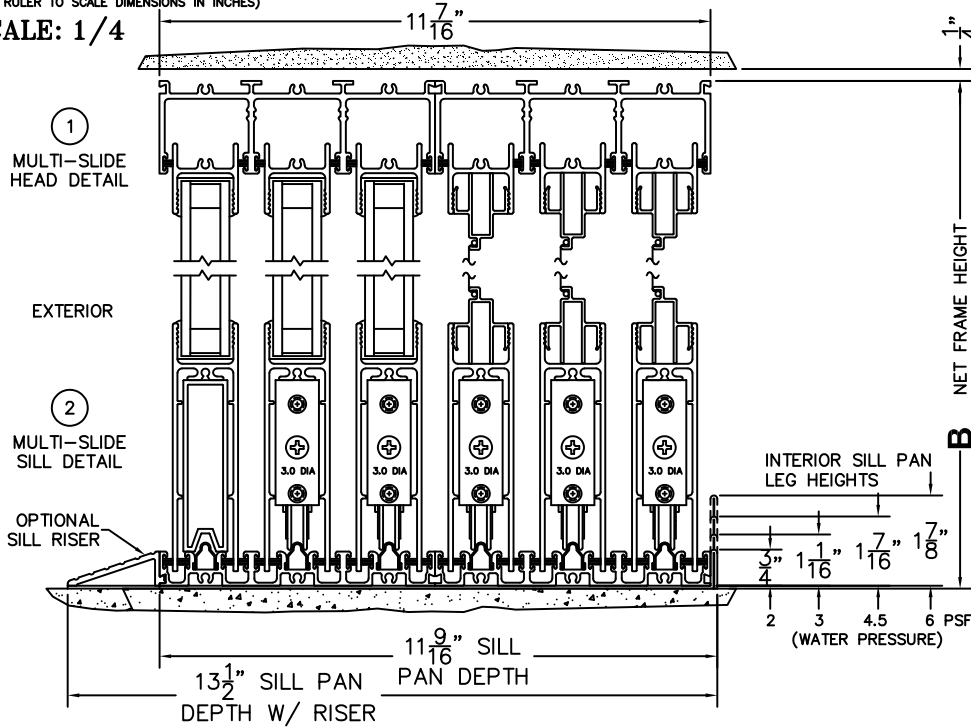 RULER TO SCALE DIMENSIONS IN INCHES)
CALE: 1/4
11 7/16"
1/4"
1
MULTI-SLIDE
HEAD DETAIL
EXTERIOR
NET FRAME HEIGHT
B
2
MULTI-SLIDE
SILL DETAIL
3.0 DIA 3.0 DIA 3.0 DIA 3.0 DIA 3.0 DIA
INTERIOR SILL PAN
LEG HEIGHTS
OPTIONAL
SILL RISER
3/4" 1 1/16" 1 7/16" 1 7/8"
2 3 4.5 6 PSF
(WATER PRESSURE)
11 9/16" SILL
PAN DEPTH
13 1/2" SILL PAN
DEPTH W/ RISER